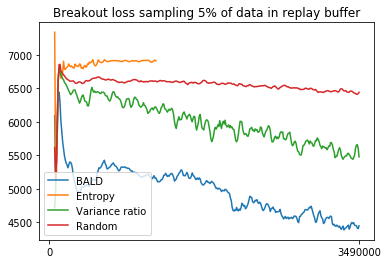 Breakout loss sampling 5% of data in replay buffer
7000
6500
6000
5500
5000
4500
BALD
Entropy
Variance ratio
Random
0
3490000